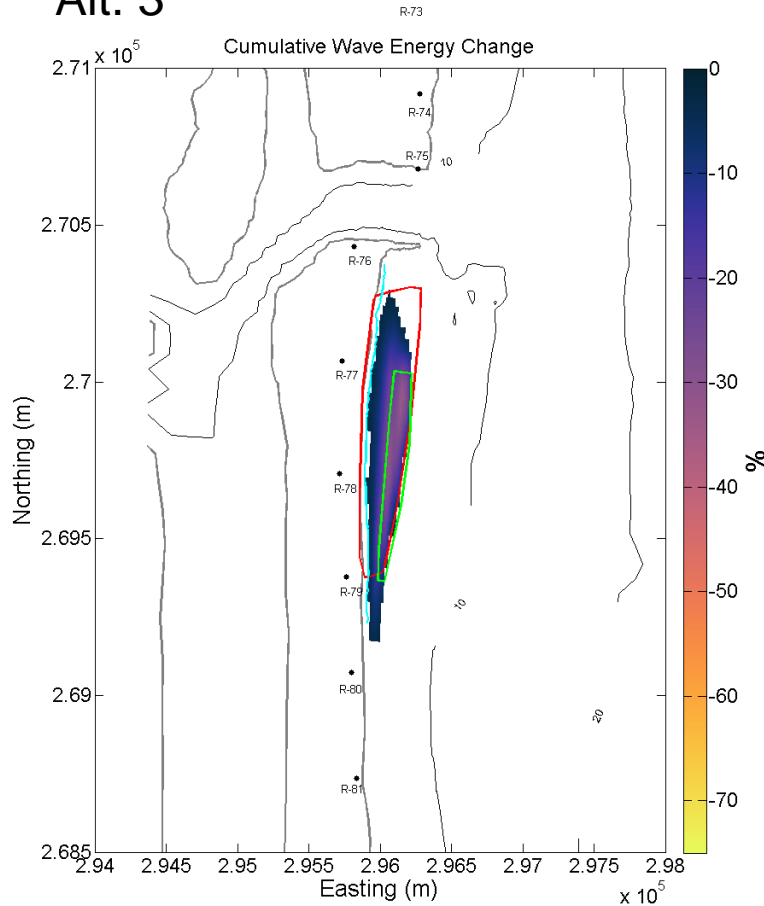 Alt. 3
R-73
x 10^5
Cumulative Wave Energy Change
2.71
2.705
2.7
2.695
2.69
2.685
Northing (m)
R-74
R-75
10
R-76
R-77
R-78
R-79
10
R-80
20
R-81
2.94
2.945
2.95
2.955
2.96
2.965
2.97
2.975
2.98
Easting (m)
x 10^5
0
-10
-20
-30
-40
-50
-60
-70
%